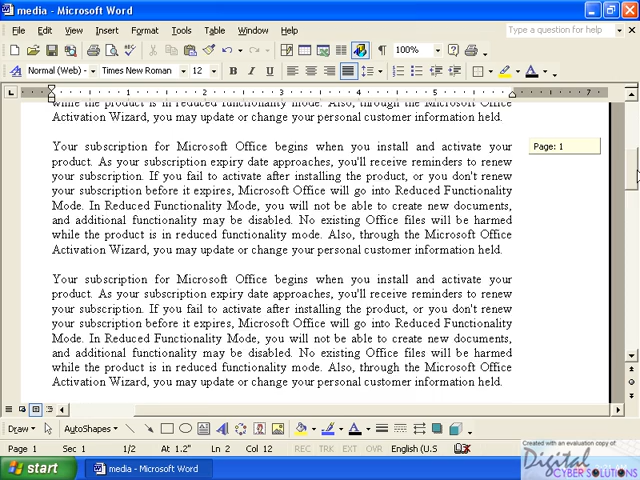 media - Microsoft Word
File Edit View Insert Format Tools Table Window Help
Type a question for help
100%
Normal (Web) Times New Roman 12 B I U
1 2 3 4 5 6 7
while the product is in reduced functionality mode. Also, through the Microsoft Office
Activation Wizard, you may update or change your personal customer information held.
Your subscription for Microsoft Office begins when you install and activate your
product. As your subscription expiry date approaches, you'll receive reminders to renew
your subscription. If you fail to activate after installing the product, or you don't renew
your subscription before it expires, Microsoft Office will go into Reduced Functionality
Mode. In Reduced Functionality Mode, you will not be able to create new documents,
and additional functionality may be disabled. No existing Office files will be harmed
while the product is in reduced functionality mode. Also, through the Microsoft Office
Activation Wizard, you may update or change your personal customer information held.
Page: 1
Your subscription for Microsoft Office begins when you install and activate your
product. As your subscription expiry date approaches, you'll receive reminders to renew
your subscription. If you fail to activate after installing the product, or you don't renew
your subscription before it expires, Microsoft Office will go into Reduced Functionality
Mode. In Reduced Functionality Mode, you will not be able to create new documents,
and additional functionality may be disabled. No existing Office files will be harmed
while the product is in reduced functionality mode. Also, through the Microsoft Office
Activation Wizard, you may update or change your personal customer information held.
Draw AutoShapes
Page 1 Sec 1 1/2 At 1.2" Ln 2 Col 12 REC TRK EXT OVR English (U.S
start media - Microsoft Word
Created with an evaluation copy of:
Digital
CYBER SOLUTIONS